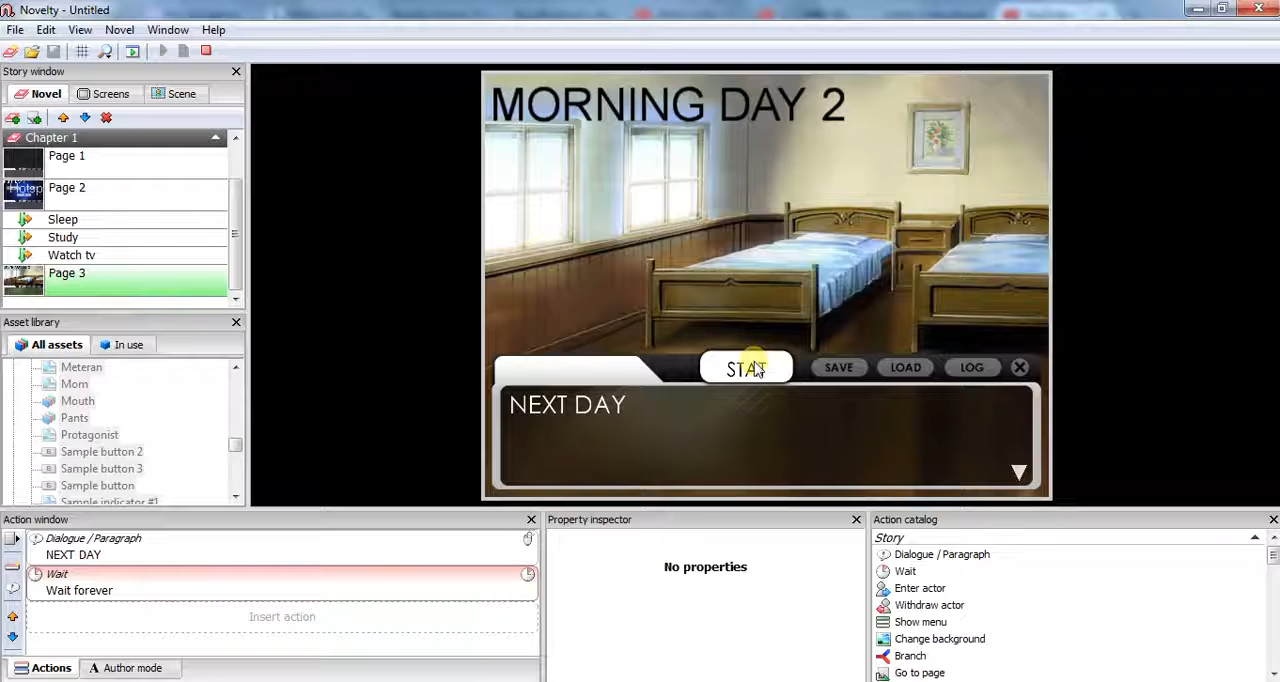 Novelty - Untitled
File Edit View Novel Window Help
Story window
Novel Screens Scene
Chapter 1
Page 1
Page 2
Sleep
Study
Watch tv
Page 3
Asset library
All assets In use
Meteran
Mom
Mouth
Pants
Protagonist
Sample button 2
Sample button 3
Sample button
Sample indicator #1
MORNING DAY 2
STAT SAVE LOAD LOG
NEXT DAY
Action window
Dialogue / Paragraph
NEXT DAY
Wait
Wait forever
Insert action
Actions Author mode
Property inspector
No properties
Action catalog
Story
Dialogue / Paragraph
Wait
Enter actor
Withdraw actor
Show menu
Change background
Branch
Go to page